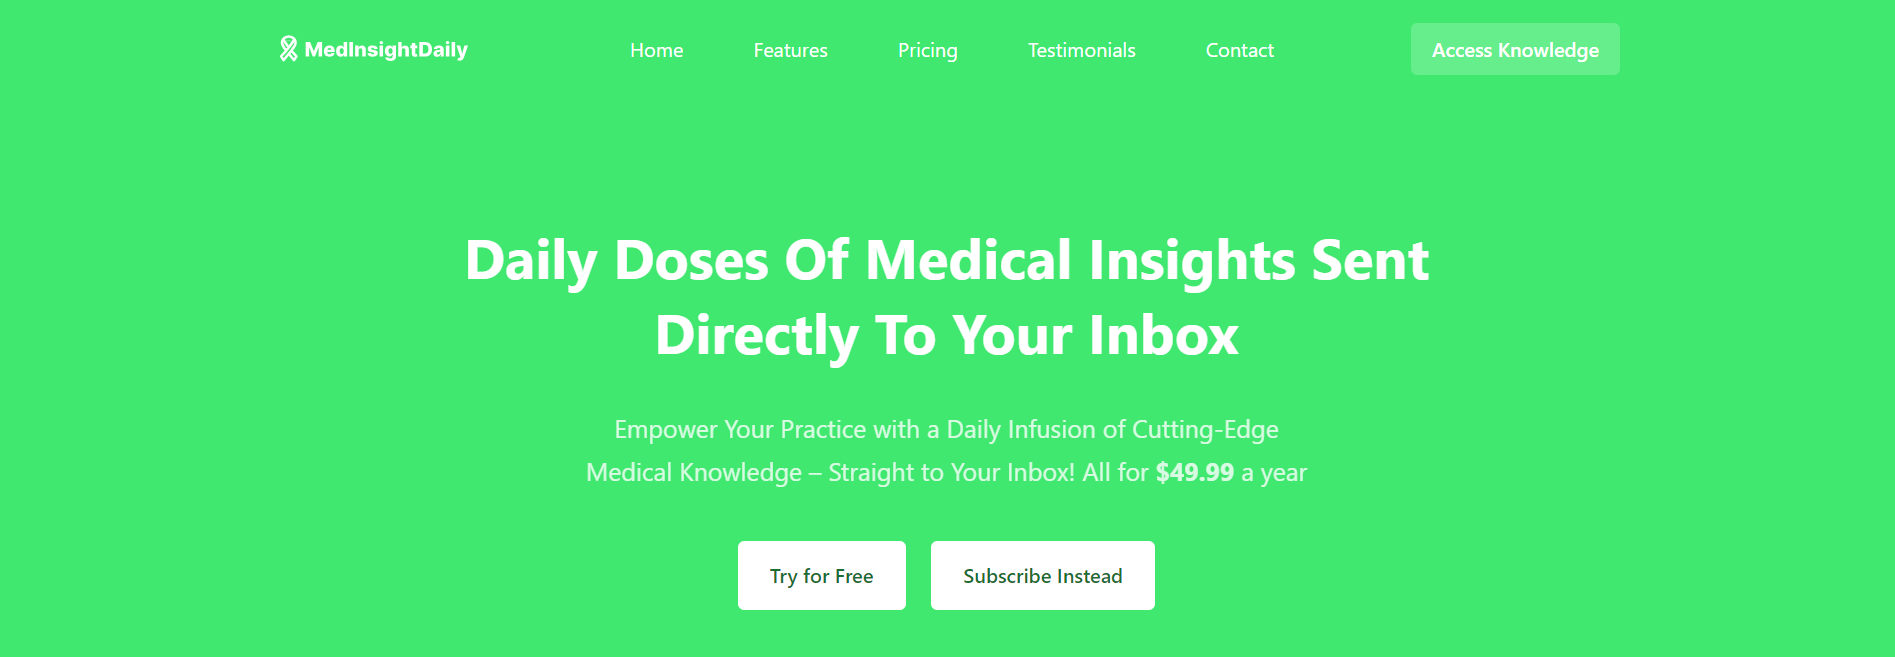 MedInsightDaily
Home
Features
Pricing
Testimonials
Contact
Access Knowledge
Daily Doses Of Medical Insights Sent
Directly To Your Inbox
Empower Your Practice with a Daily Infusion of Cutting-Edge
Medical Knowledge – Straight to Your Inbox! All for $49.99 a year
Try for Free
Subscribe Instead